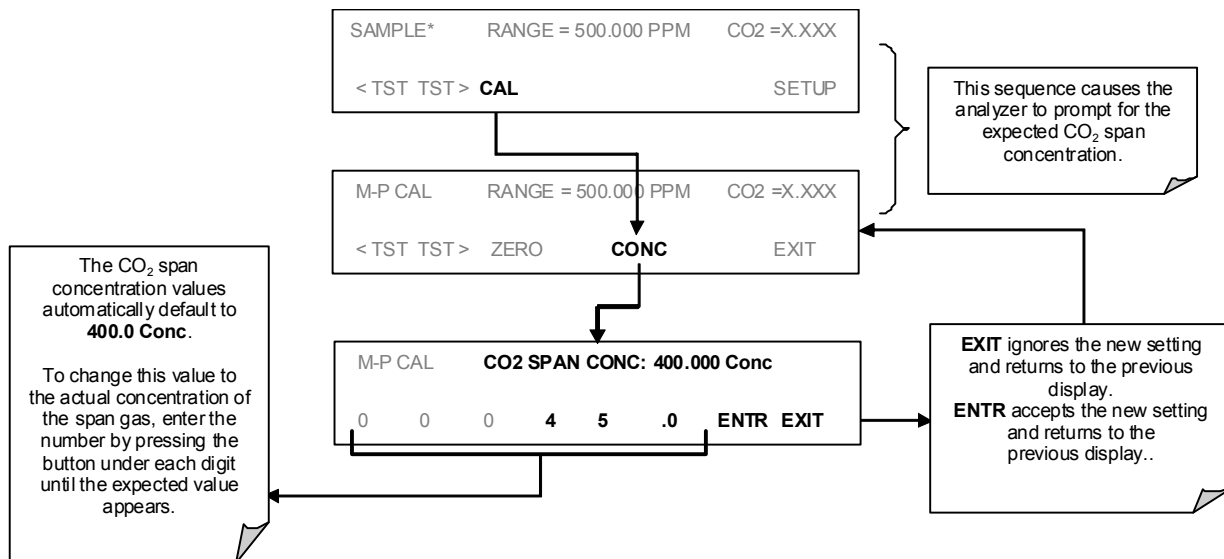 SAMPLE* RANGE = 500.000 PPM CO2 =X.XXX
< TST TST > CAL SETUP
This sequence causes the
analyzer to prompt for the
expected CO₂ span
concentration.
M-P CAL RANGE = 500.000 PPM CO2 =X.XXX
< TST TST > ZERO CONC EXIT
The CO₂ span
concentration values
automatically default to
400.0 Conc.
To change this value to
the actual concentration of
the span gas, enter the
number by pressing the
button under each digit
until the expected value
appears.
M-P CAL CO2 SPAN CONC: 400.000 Conc
0 0 0 4 5 .0 ENTR EXIT
EXIT ignores the new setting
and returns to the previous
display.
ENTR accepts the new setting
and returns to the
previous display..